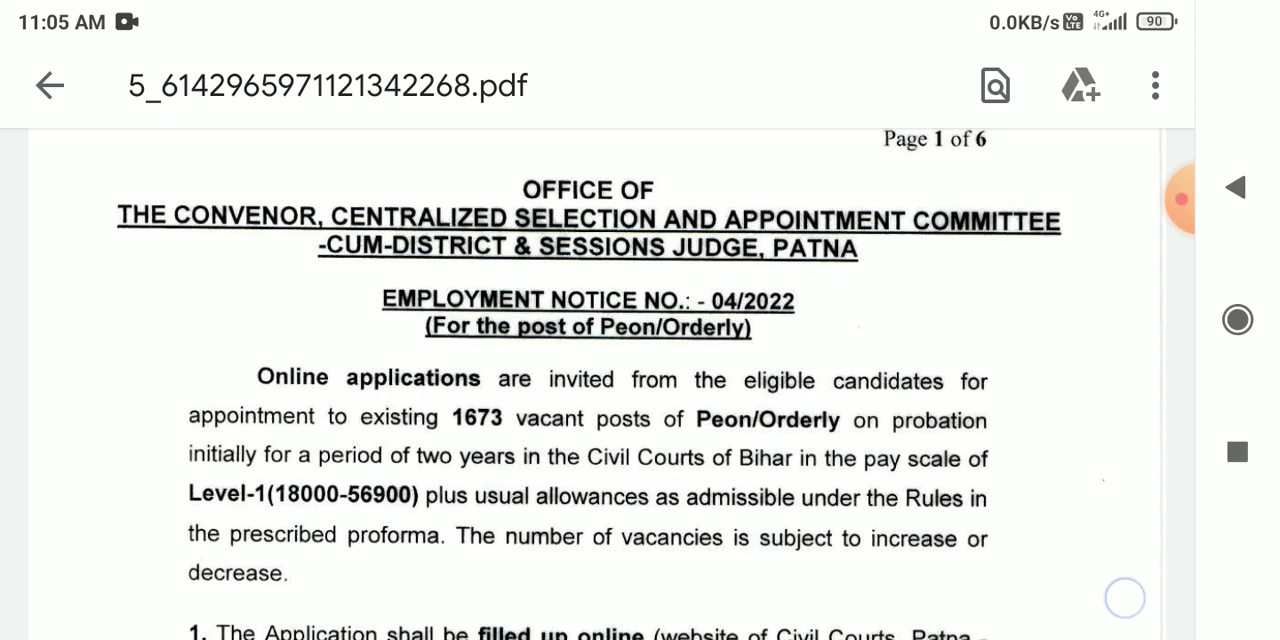 11:05 AM
0.0KB/s Vo LTE 4G+ 90
5_6142965971121342268.pdf
Page 1 of 6
OFFICE OF
THE CONVENOR, CENTRALIZED SELECTION AND APPOINTMENT COMMITTEE
-CUM-DISTRICT & SESSIONS JUDGE, PATNA
EMPLOYMENT NOTICE NO.: - 04/2022
(For the post of Peon/Orderly)
Online applications are invited from the eligible candidates for
appointment to existing 1673 vacant posts of Peon/Orderly on probation
initially for a period of two years in the Civil Courts of Bihar in the pay scale of
Level-1(18000-56900) plus usual allowances as admissible under the Rules in
the prescribed proforma. The number of vacancies is subject to increase or
decrease.
1. The Application shall be filled up online (website of Civil Courts, Patna -